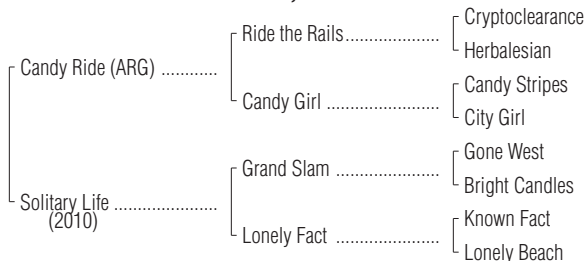 Cryptoclearance
Ride the Rails
Herbalesian
Candy Ride (ARG)
Candy Stripes
Candy Girl
City Girl
Gone West
Grand Slam
Bright Candles
Solitary Life
(2010)
Known Fact
Lonely Fact
Lonely Beach